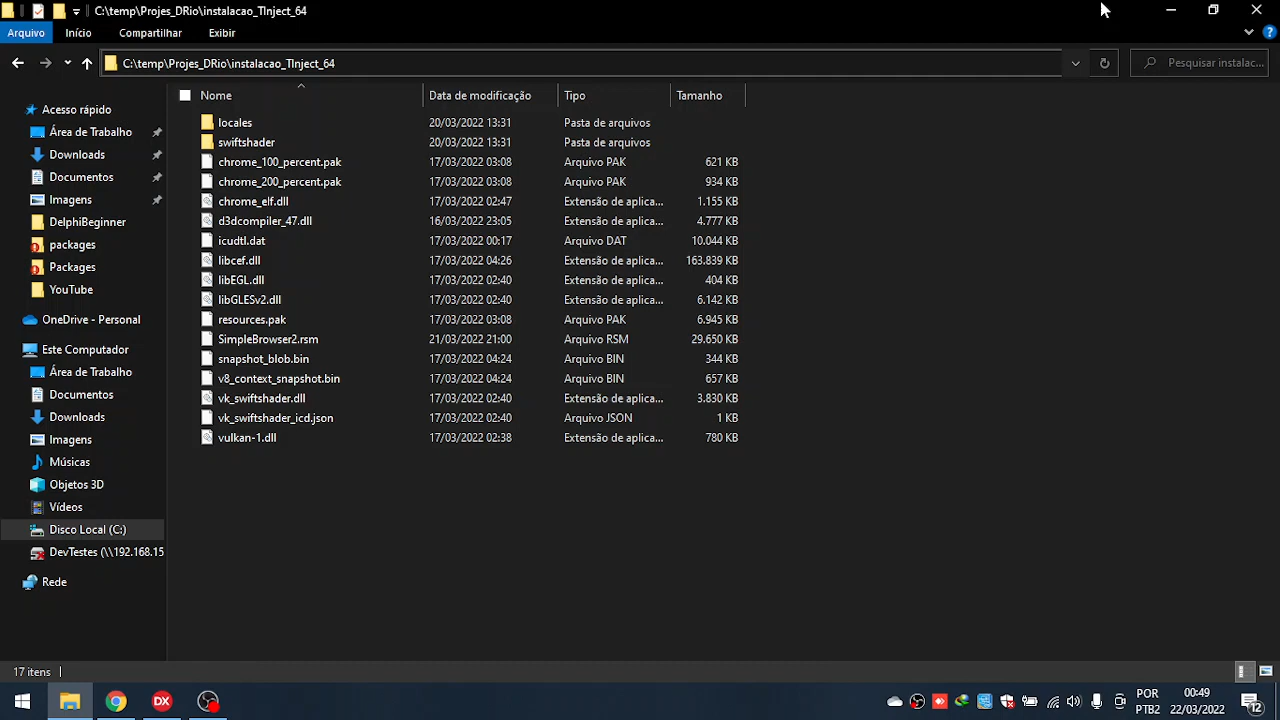 C:\temp\Projes_DRio\instalacao_TInject_64
Arquivo Início Compartilhar Exibir
C:\temp\Projes_DRio\instalacao_TInject_64 Pesquisar instalac...
Nome Data de modificação Tipo Tamanho
locales 20/03/2022 13:31 Pasta de arquivos
swiftshader 20/03/2022 13:31 Pasta de arquivos
chrome_100_percent.pak 17/03/2022 03:08 Arquivo PAK 621 KB
chrome_200_percent.pak 17/03/2022 03:08 Arquivo PAK 934 KB
chrome_elf.dll 17/03/2022 02:47 Extensão de aplica... 1.155 KB
d3dcompiler_47.dll 16/03/2022 23:05 Extensão de aplica... 4.777 KB
icudtl.dat 17/03/2022 00:17 Arquivo DAT 10.044 KB
libcef.dll 17/03/2022 04:26 Extensão de aplica... 163.839 KB
libEGL.dll 17/03/2022 02:40 Extensão de aplica... 404 KB
libGLESv2.dll 17/03/2022 02:40 Extensão de aplica... 6.142 KB
resources.pak 17/03/2022 03:08 Arquivo PAK 6.945 KB
SimpleBrowser2.rsm 21/03/2022 21:00 Arquivo RSM 29.650 KB
snapshot_blob.bin 17/03/2022 04:24 Arquivo BIN 344 KB
v8_context_snapshot.bin 17/03/2022 04:24 Arquivo BIN 657 KB
vk_swiftshader.dll 17/03/2022 02:40 Extensão de aplica... 3.830 KB
vk_swiftshader_icd.json 17/03/2022 02:40 Arquivo JSON 1 KB
vulkan-1.dll 17/03/2022 02:38 Extensão de aplica... 780 KB
Acesso rápido
Área de Trabalho
Downloads
Documentos
Imagens
DelphiBeginner
packages
Packages
YouTube
OneDrive - Personal
Este Computador
Área de Trabalho
Documentos
Downloads
Imagens
Músicas
Objetos 3D
Vídeos
Disco Local (C:)
DevTestes (\\192.168.15
Rede
17 itens
DX
POR 00:49
PTB2 22/03/2022
12